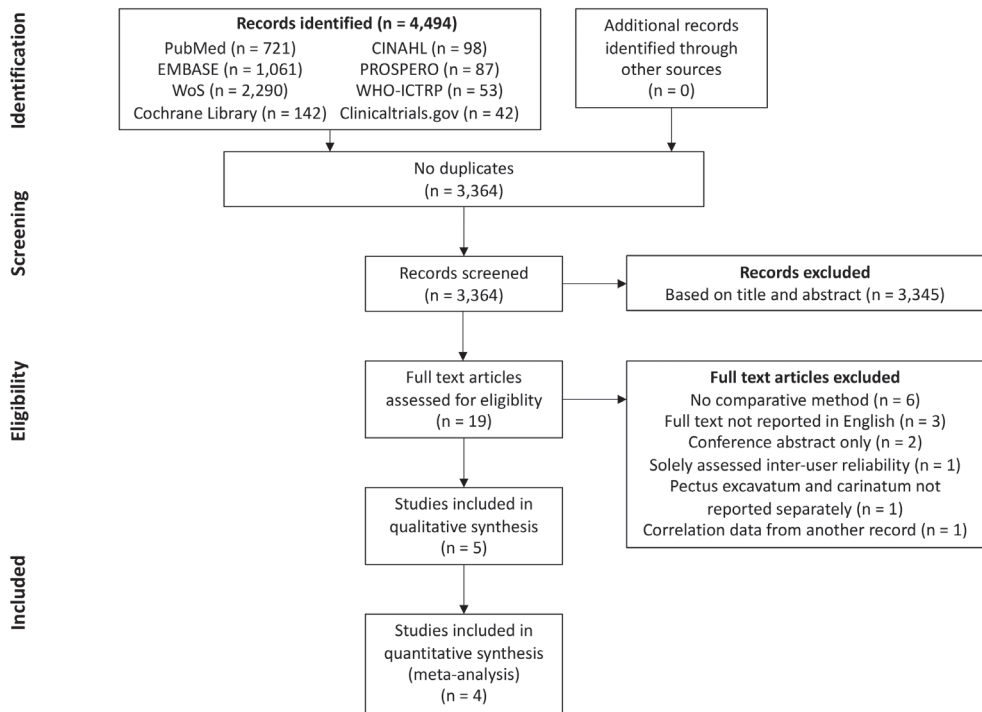 Identification
Records identified (n = 4,494)
PubMed (n = 721)
EMBASE (n = 1,061)
WoS (n = 2,290)
Cochrane Library (n = 142)
CINAHL (n = 98)
PROSPERO (n = 87)
WHO-ICTRP (n = 53)
Clinicaltrials.gov (n = 42)
Additional records
identified through
other sources
(n = 0)
No duplicates
(n = 3,364)
Screening
Records screened
(n = 3,364)
Records excluded
Based on title and abstract (n = 3,345)
Eligibility
Full text articles
assessed for eligiblity
(n = 19)
Full text articles excluded
No comparative method (n = 6)
Full text not reported in English (n = 3)
Conference abstract only (n = 2)
Solely assessed inter-user reliability (n = 1)
Pectus excavatum and carinatum not
reported separately (n = 1)
Correlation data from another record (n = 1)
Included
Studies included in
qualitative synthesis
(n = 5)
Studies included in
quantitative synthesis
(meta-analysis)
(n = 4)